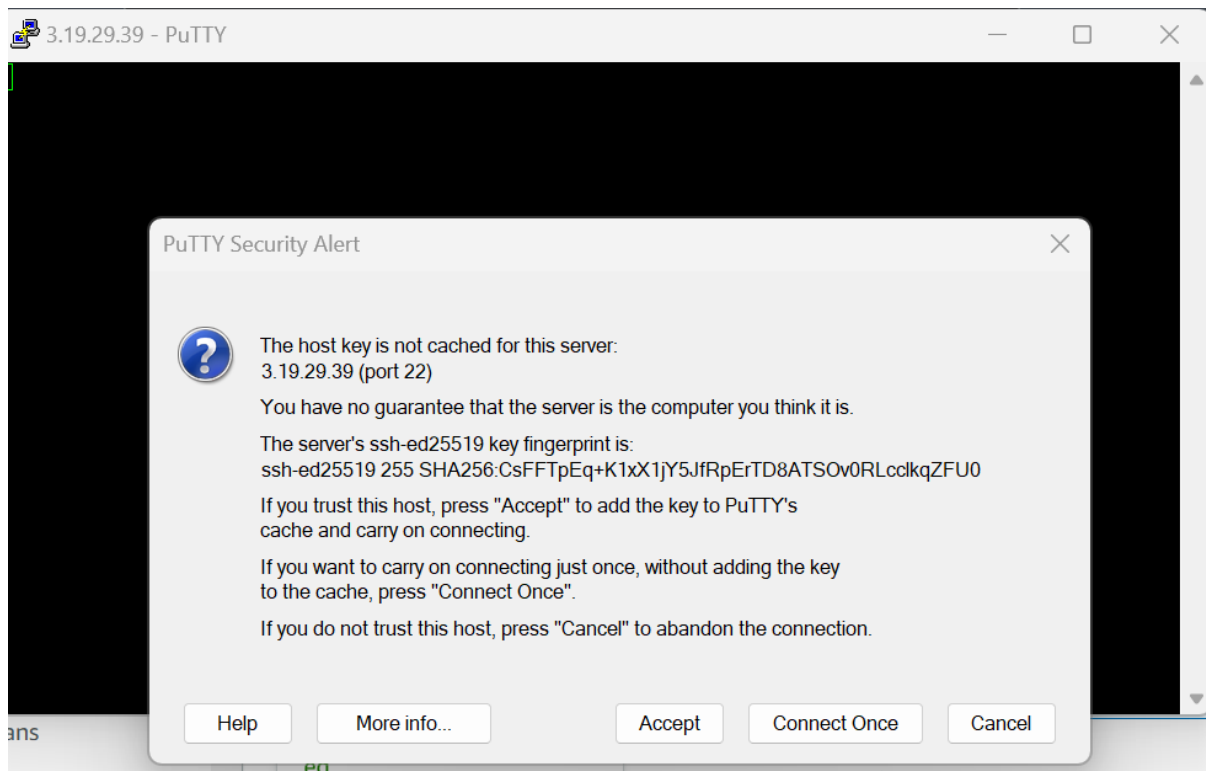 3.19.29.39 - PuTTY
PuTTY Security Alert
The host key is not cached for this server:
3.19.29.39 (port 22)
You have no guarantee that the server is the computer you think it is.
The server's ssh-ed25519 key fingerprint is:
ssh-ed25519 255 SHA256:CsFFTpEq+K1xX1jY5JfRpErTD8ATSOv0RLcclkqZFU0
If you trust this host, press "Accept" to add the key to PuTTY's
cache and carry on connecting.
If you want to carry on connecting just once, without adding the key
to the cache, press "Connect Once".
If you do not trust this host, press "Cancel" to abandon the connection.
Help More info... Accept Connect Once Cancel
ans